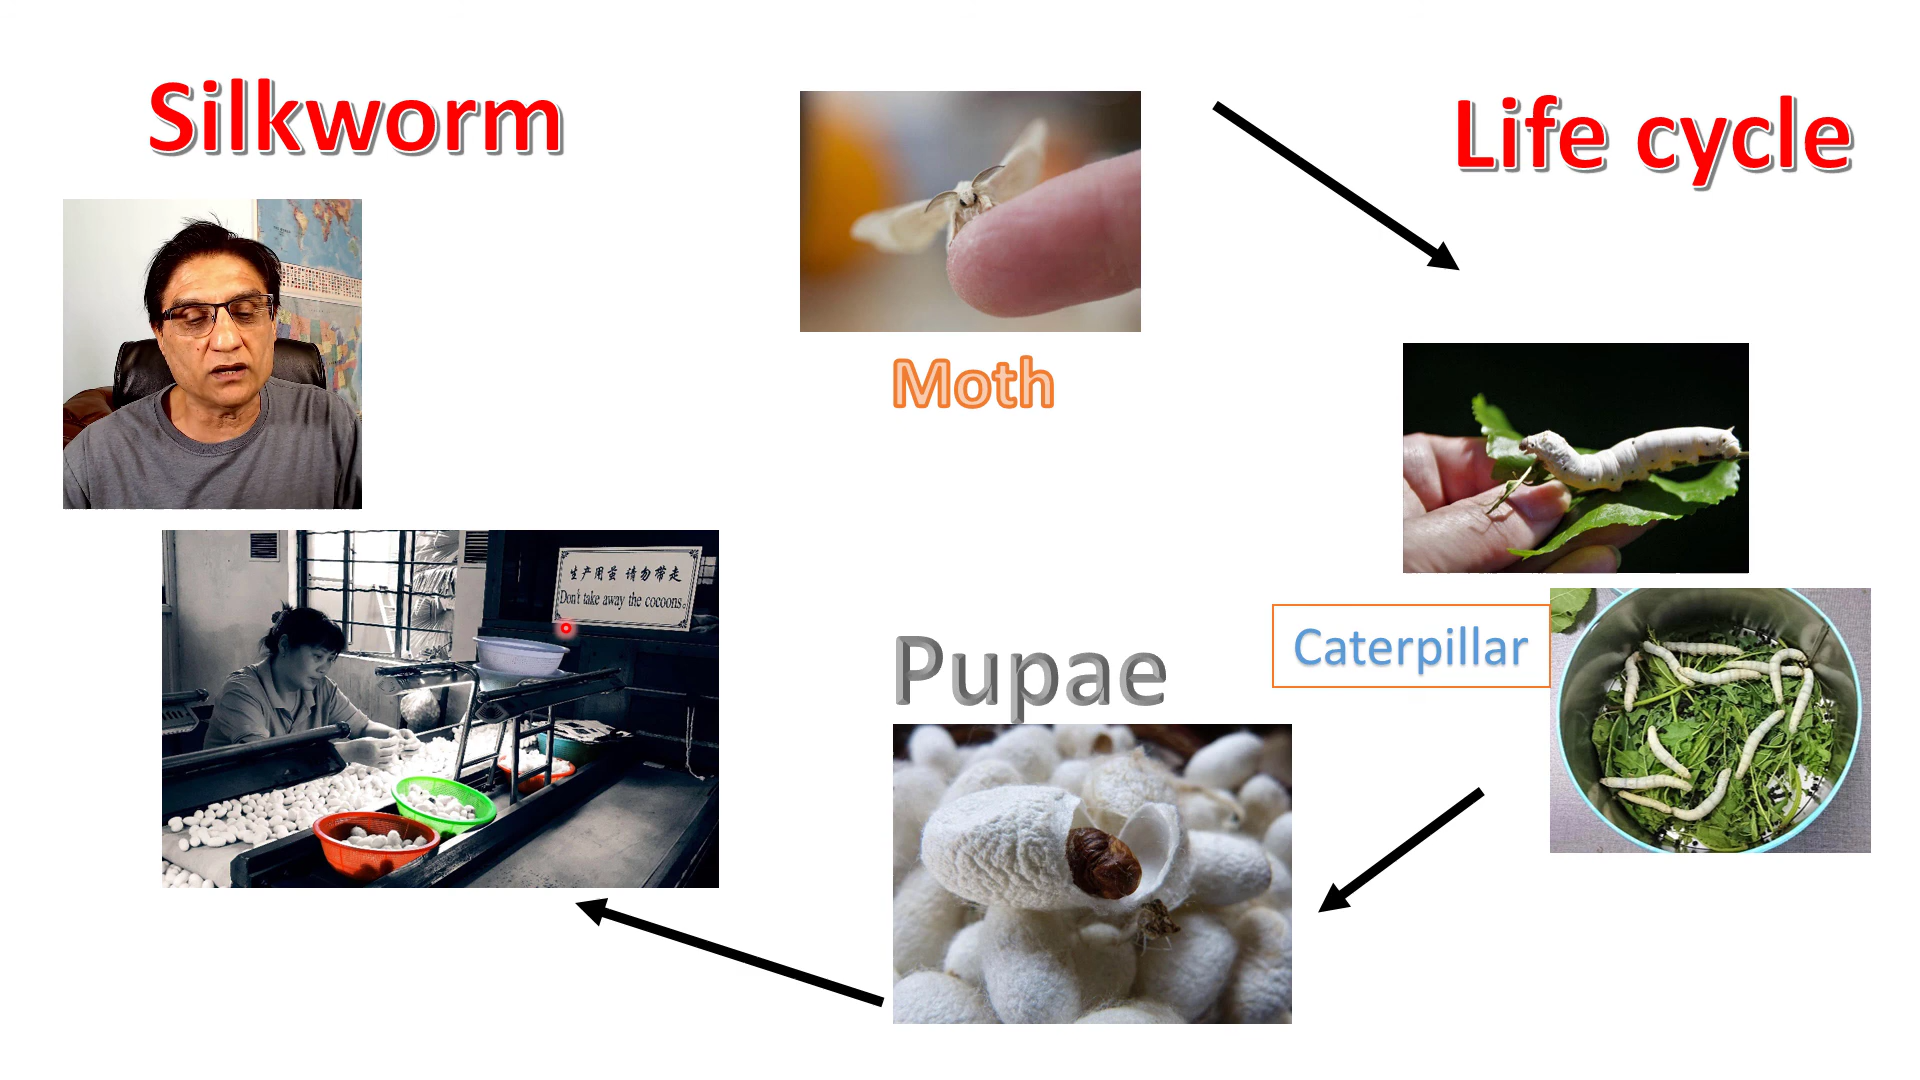 Silkworm
Life cycle
Moth
生产用茧 请勿带走
Don't take away the cocoons。
Pupae
Caterpillar